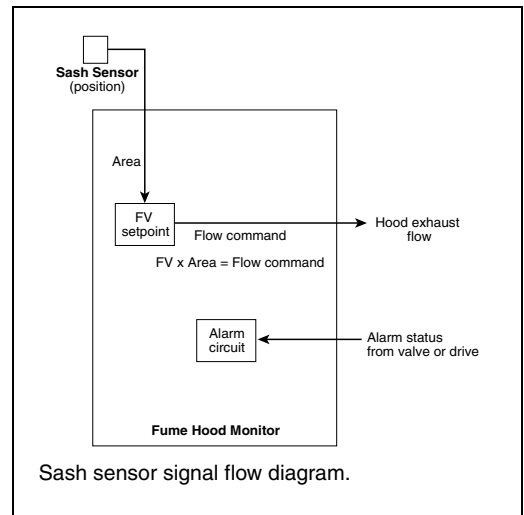 Sash Sensor
(position)
Area
FV
setpoint
Flow command
Hood exhaust
flow
FV x Area = Flow command
Alarm
circuit
Alarm status
from valve or drive
Fume Hood Monitor
Sash sensor signal flow diagram.